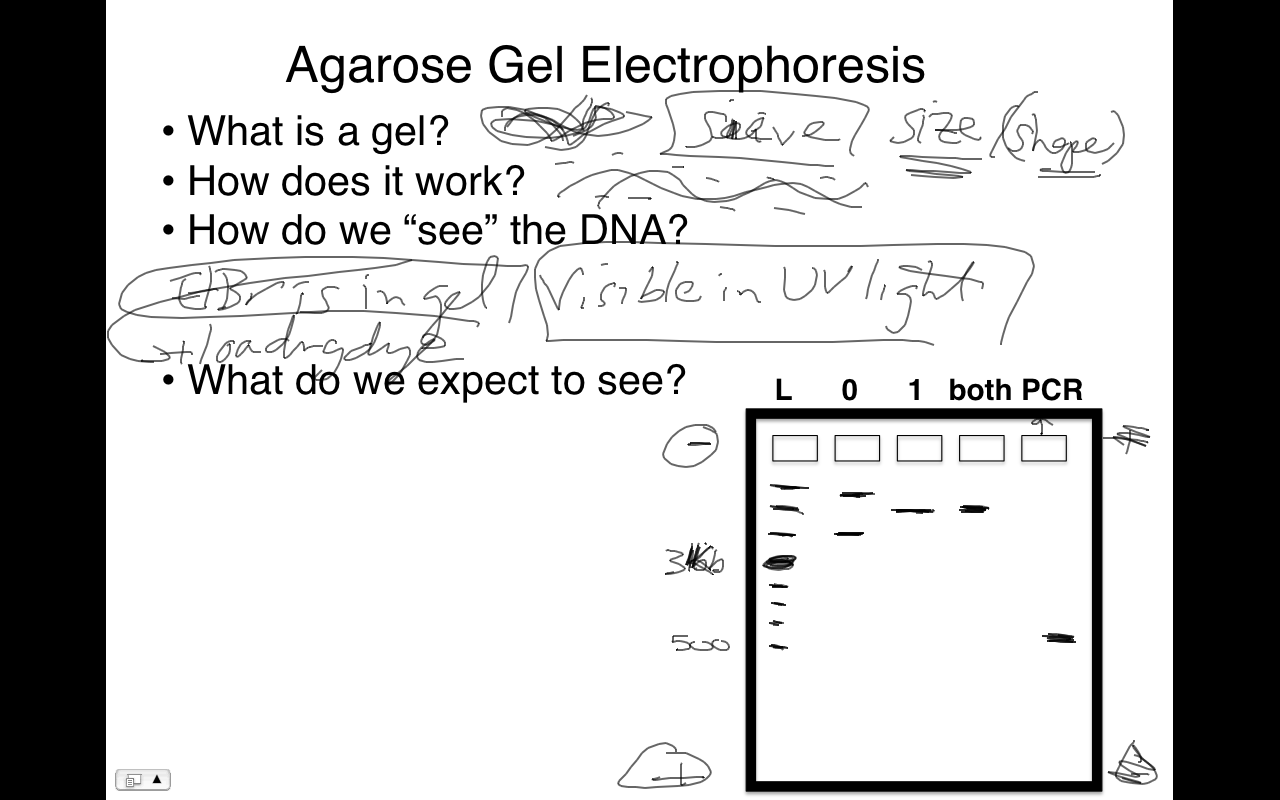 Agarose Gel Electrophoresis
• What is a gel? sieve size (shape)
• How does it work?
• How do we “see” the DNA?
EtBr is in gel Visible in UV light
+ loading dye
• What do we expect to see?
L 0 1 both PCR
-
3kb
500
+